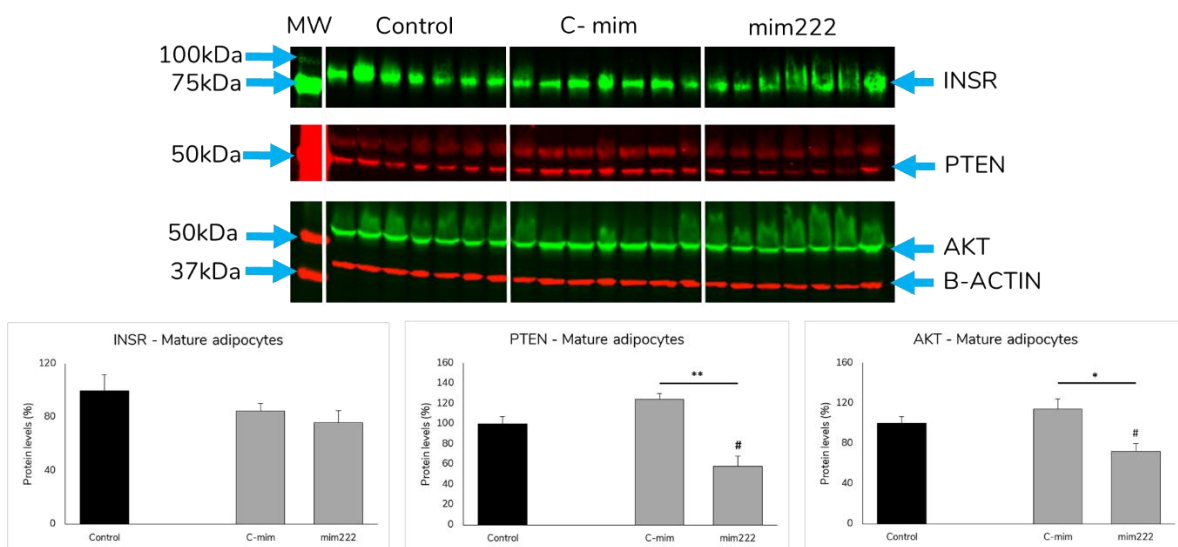 MW Control C- mim mim222
100kDa
75kDa
INSR
50kDa
PTEN
50kDa
AKT
37kDa
B-ACTIN
INSR - Mature adipocytes
Protein levels (%)
120
80
40
0
Control C-mim mim222
PTEN - Mature adipocytes
Protein levels (%)
160
140
120
100
80
60
40
20
0
**
#
Control C-mim mim222
AKT - Mature adipocytes
Protein levels (%)
160
120
80
40
0
*
#
Control C-mim mim222